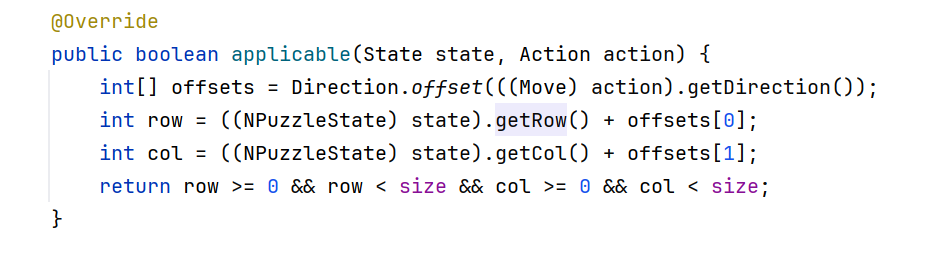 @Override
public boolean applicable(State state, Action action) {
    int[] offsets = Direction.offset(((Move) action).getDirection());
    int row = ((NPuzzleState) state).getRow() + offsets[0];
    int col = ((NPuzzleState) state).getCol() + offsets[1];
    return row >= 0 && row < size && col >= 0 && col < size;
}